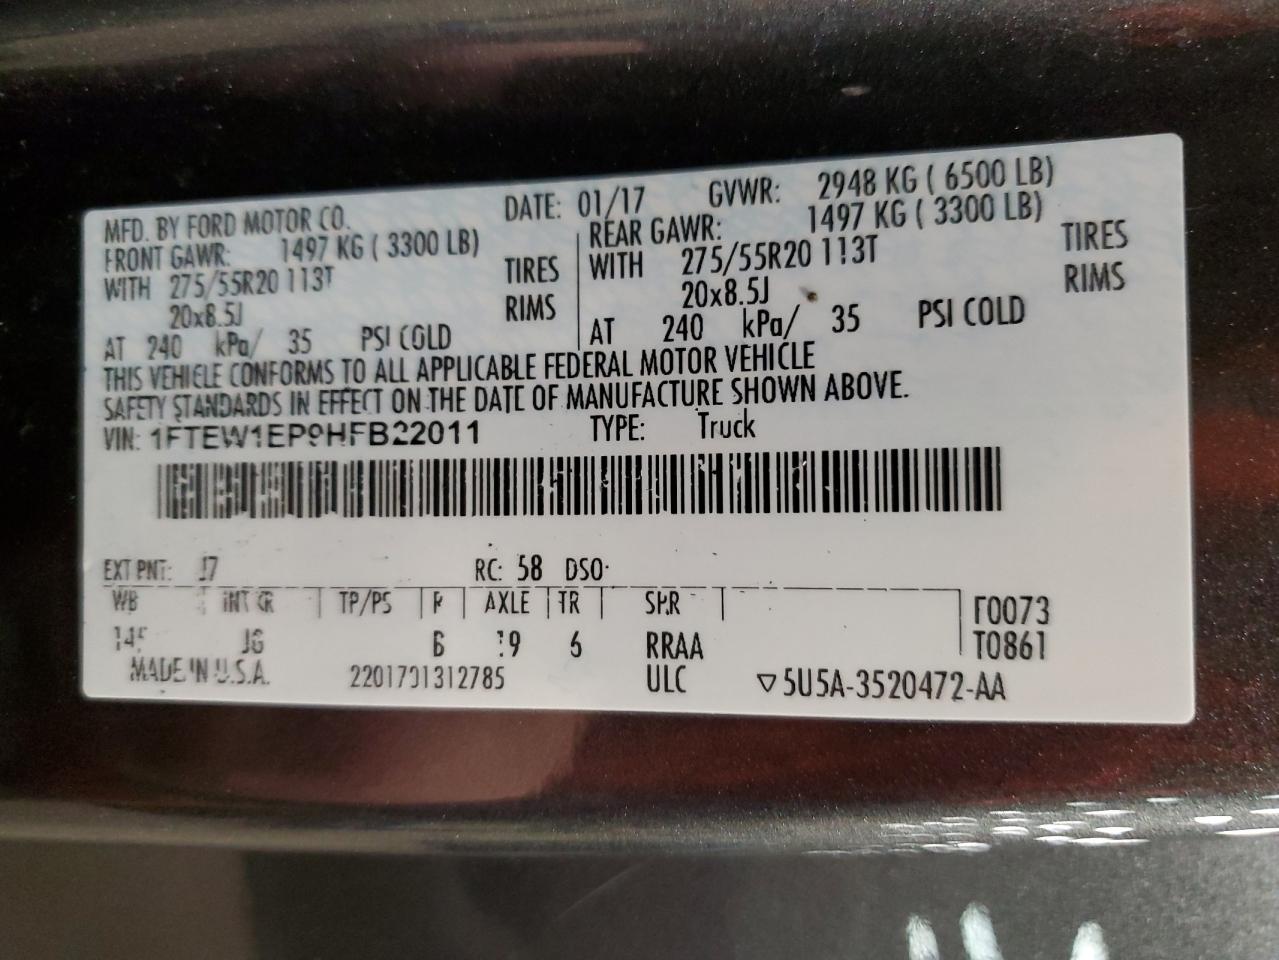 MFD. BY FORD MOTOR CO. DATE: 01/17 GVWR: 2948 KG ( 6500 LB)
FRONT GAWR: 1497 KG ( 3300 LB) REAR GAWR: 1497 KG ( 3300 LB)
WITH 275/55R20 113T TIRES WITH 275/55R20 113T TIRES
20x8.5J RIMS 20x8.5J RIMS
AT 240 kPa/ 35 PSI COLD AT 240 kPa/ 35 PSI COLD
THIS VEHICLE CONFORMS TO ALL APPLICABLE FEDERAL MOTOR VEHICLE
SAFETY STANDARDS IN EFFECT ON THE DATE OF MANUFACTURE SHOWN ABOVE.
VIN: 1FTEW1EP9HFB22011 TYPE: Truck
EXT PNT: J7 RC: 58 DSO:
WB INT TR TP/PS R AXLE TR SPR F0073
145 6 RRAA T0861
MADE IN U.S.A. ULC ▽5U5A-3520472-AA